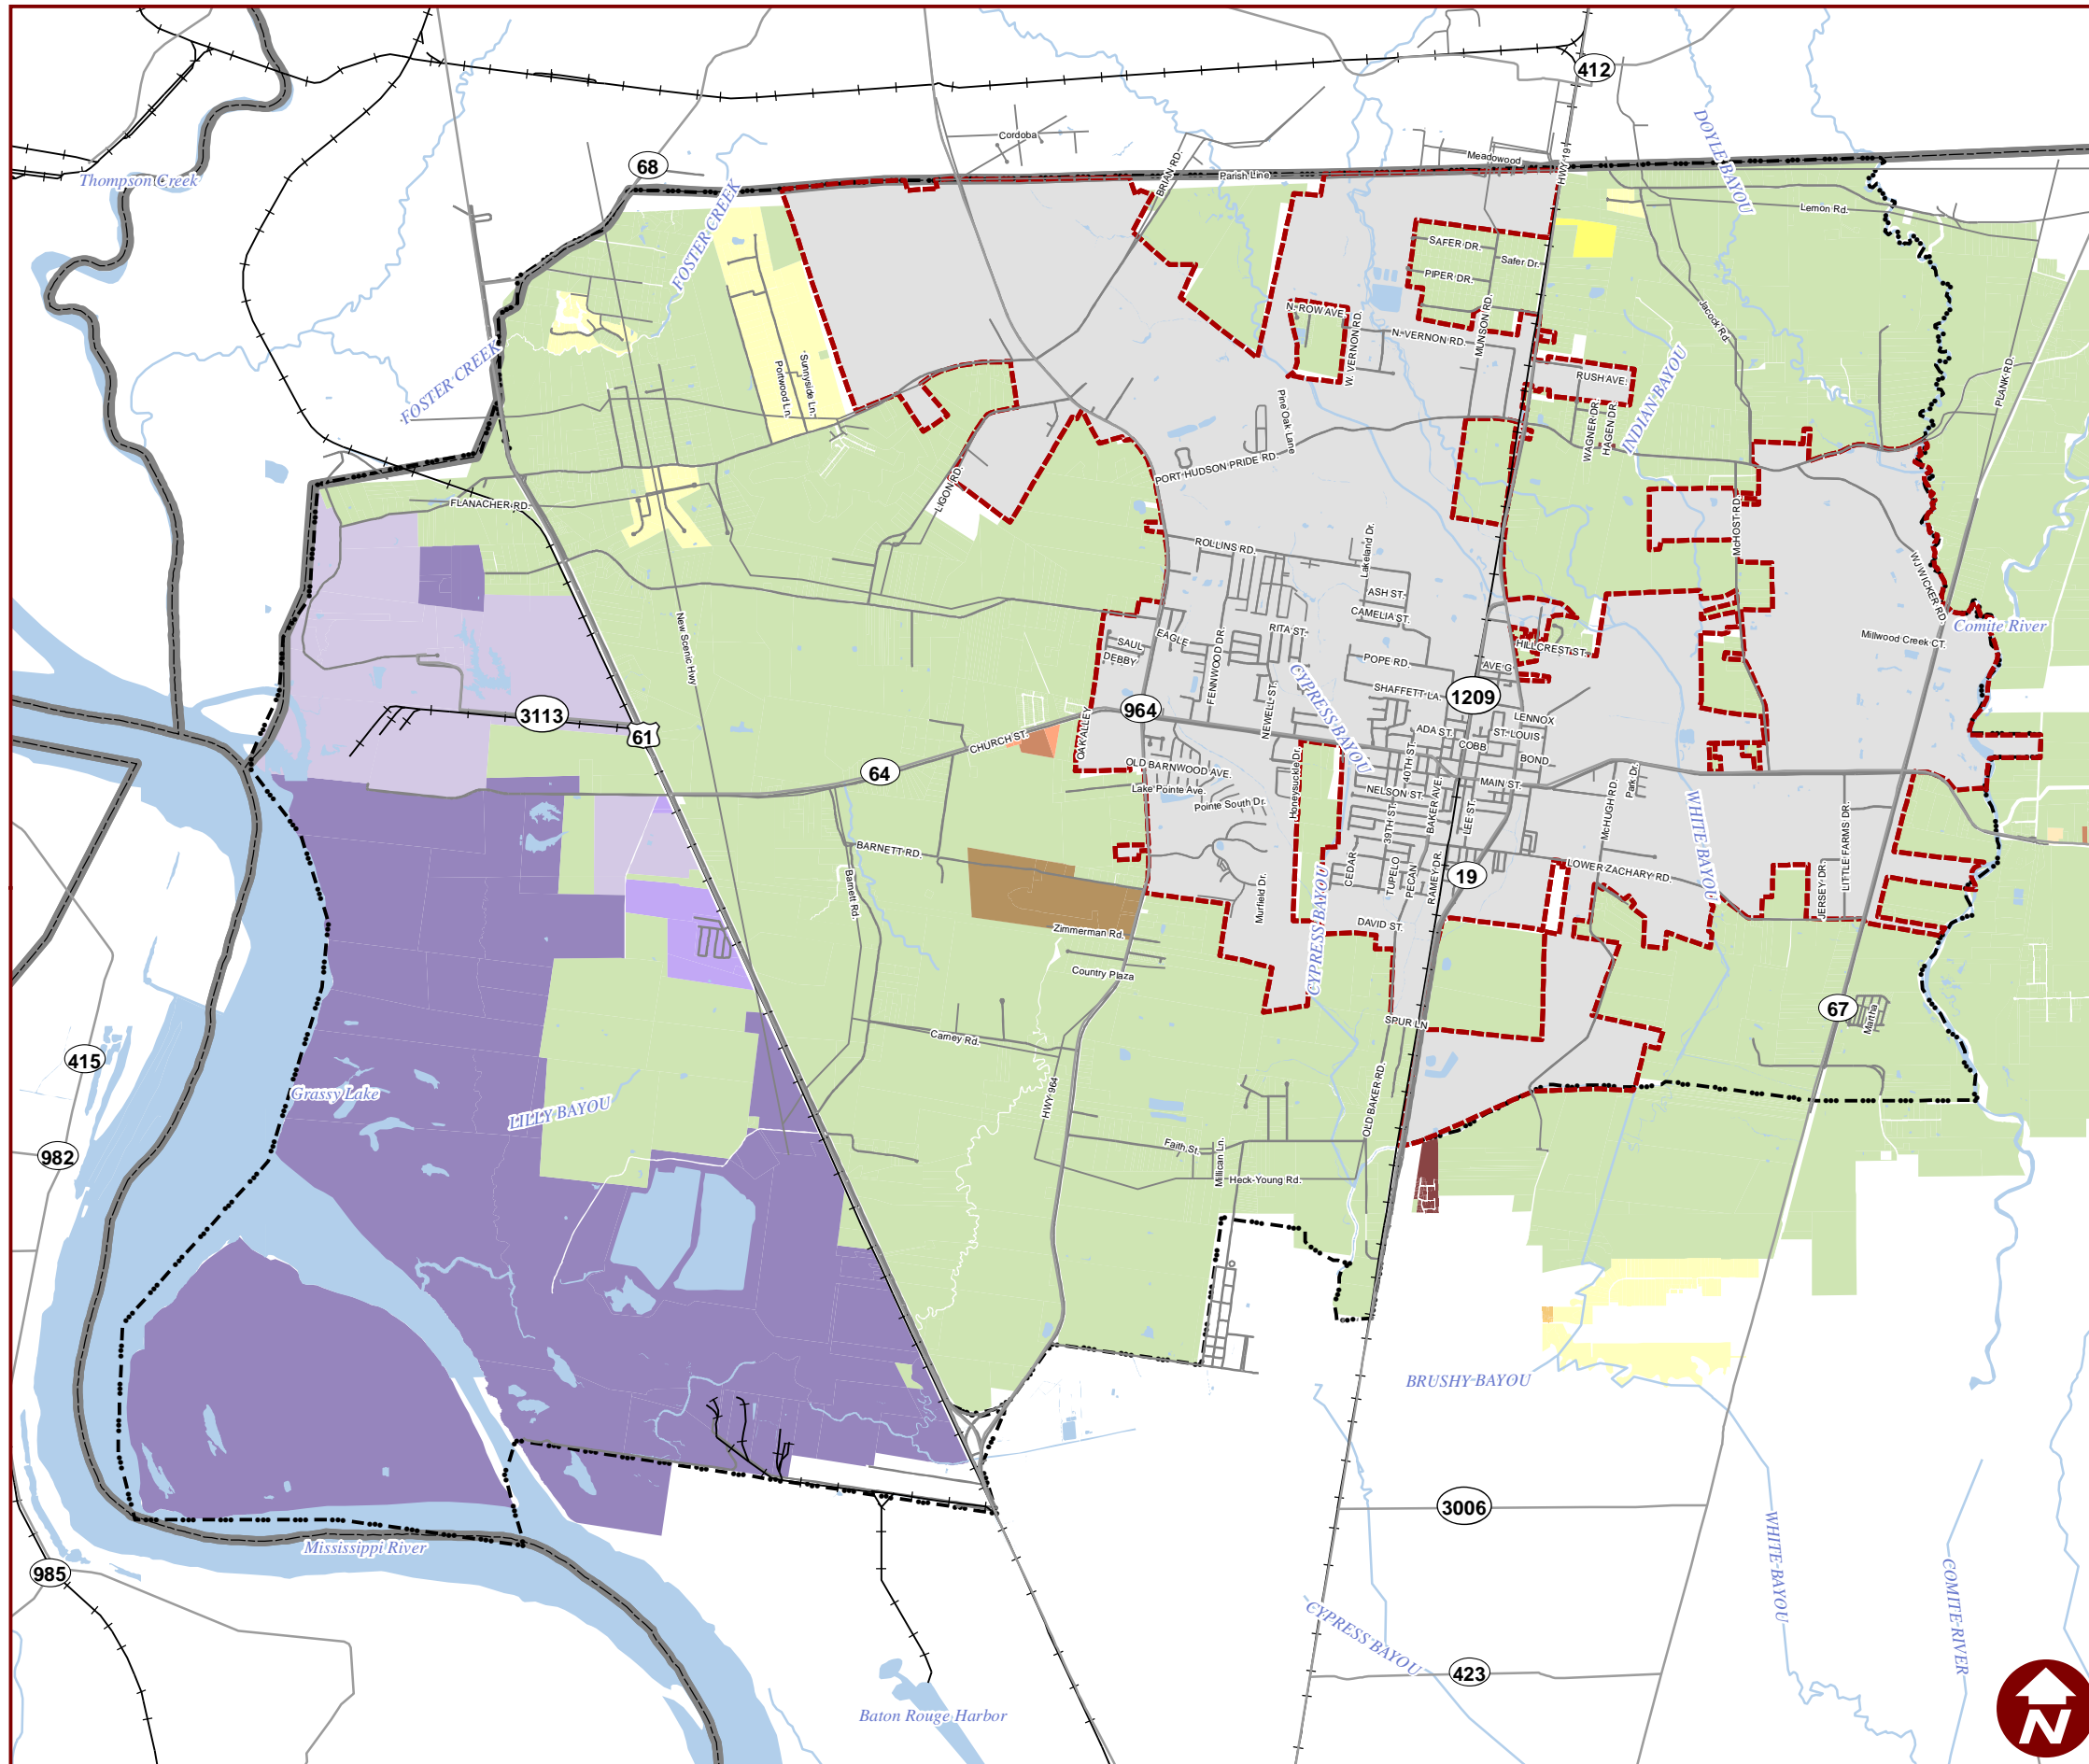 412
Cordoba
DOYLE BAYOU
68
Thompson Creek
Meadowood
HWY 19
BRIAN RD.
Parish Line
FOSTER CREEK
Lemon Rd.
SAFER DR.
Safer Dr.
PIPER DR.
N. ROW AVE
W. VERNON RD.
N. VERNON RD.
MUNSON RD.
Jacock Rd.
FOSTER CREEK
Portwood Ln.
Sunnyside Ln.
RUSH AVE.
INDIAN BAYOU
PLANK RD.
WAGNER DR.
HAGEN DR.
Pine Oak Lane
PORT HUDSON PRIDE RD.
LIGON RD.
FLANACHER RD.
McHOST RD.
ROLLINS RD.
Lakeland Dr.
WJ WICKER RD.
ASH ST.
CAMELIA ST.
New Scenic Hwy
EAGLE
SAUL
DEBBY
FENNWOOD DR.
RITA ST.
HILLCREST ST.
Millwood Creek CT.
Comite River
POPE RD.
AVE G
CYPRESS BAYOU
SHAFFETT LA.
1209
NEWELL ST.
3113
61
964
OAK ALLEY
CHURCH ST.
LENNOX
ST. LOUIS
ADA ST.
COBB
BOND
40TH ST.
64
OLD BARNWOOD AVE.
Lake Pointe Ave.
Pointe South Dr.
Honeysuckle Dr.
MAIN ST.
NELSON ST.
Park Dr.
McHUGH RD.
WHITE BAYOU
LITTLE FARMS DR.
39TH ST.
BAKER AVE.
LEE ST.
BARNETT RD.
Barnett Rd.
CEDAR
TUPELO
PECAN
RAMEY DR.
19
LOWER ZACHARY RD.
JERSEY DR.
Murfield Dr.
CYPRESS BAYOU
DAVID ST.
Zimmerman Rd.
Country Plaza
67
Martha
SPUR LN
Carney Rd.
415
Grassy Lake
LILLY BAYOU
HWY 964
OLD BAKER RD.
Faith St.
Millican Ln.
Heck-Young Rd.
982
BRUSHY BAYOU
3006
Mississippi River
985
WHITE BAYOU
COMITE RIVER
CYPRESS BAYOU
423
Baton Rouge Harbor
N